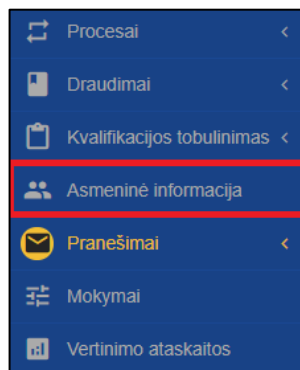 Procesai
Draudimai
Kvalifikacijos tobulinimas
Asmeninė informacija
Pranešimai
Mokymai
Vertinimo ataskaitos